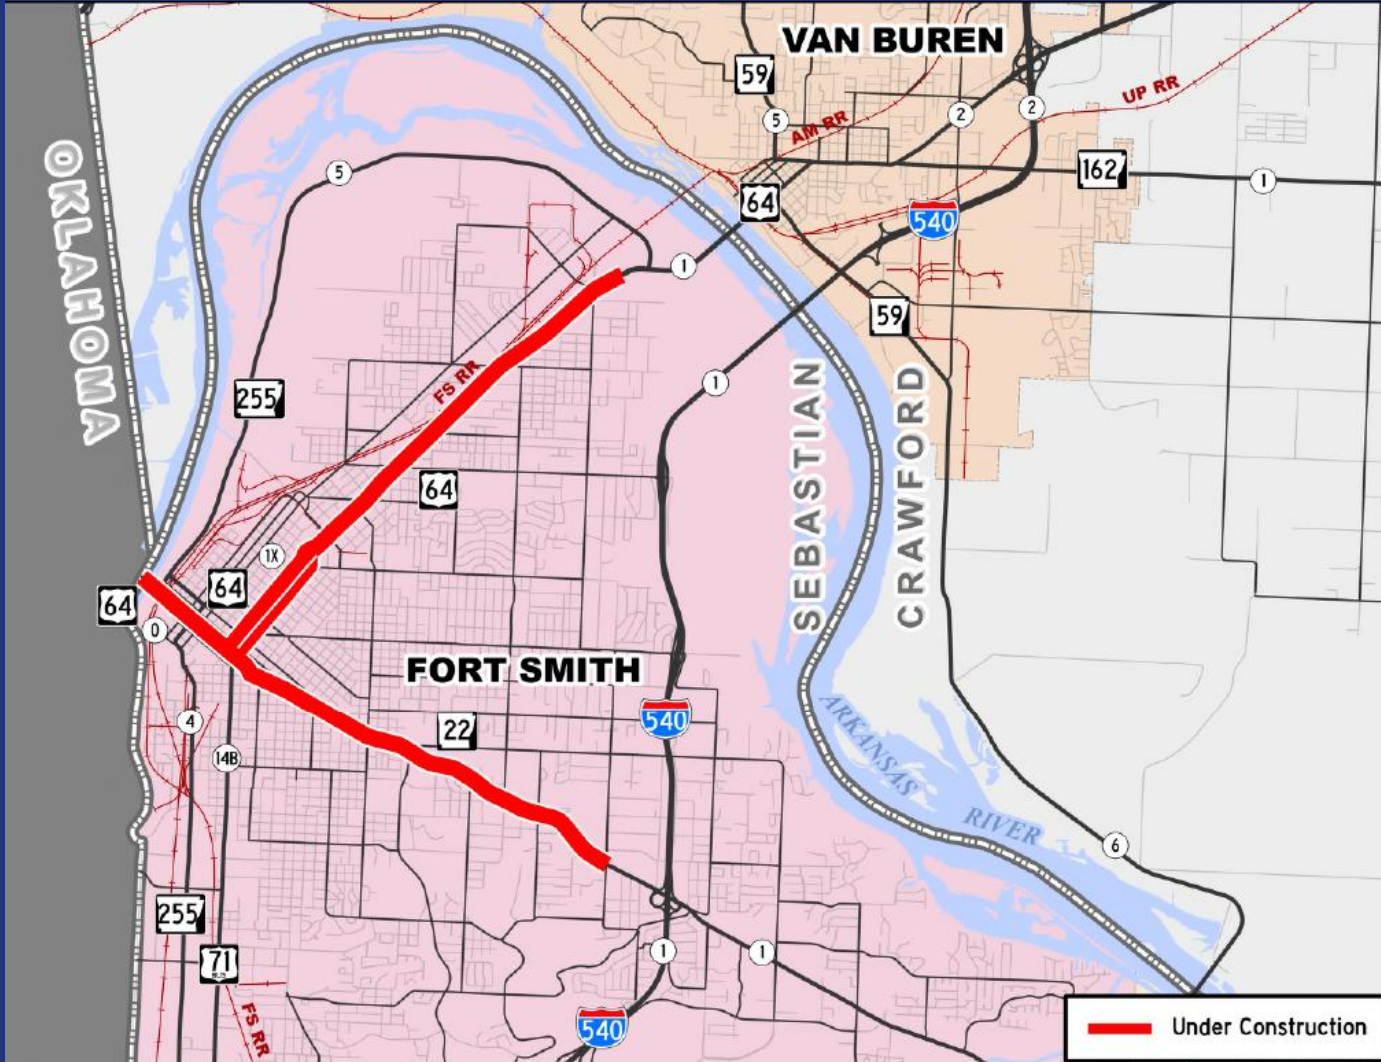 VAN BUREN
59
2
2
UP RR
5
AM RR
OKLAHOMA
5
162
1
64
540
1
59
FS RR
1
255
SEBASTIAN
CRAWFORD
64
1X
64
64
0
FORT SMITH
22
540
4
14B
ARKANSAS
RIVER
6
255
71
1
1
FS RR
540
Under Construction